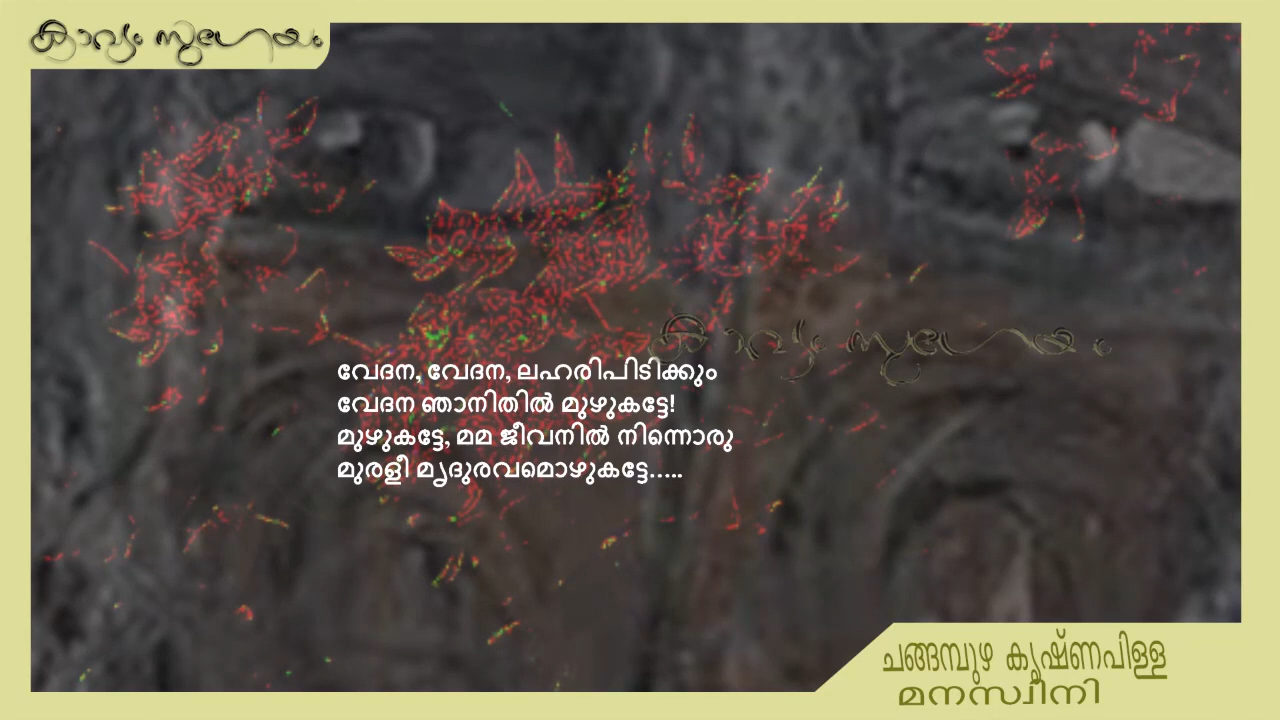 കാവ്യം സുഗേയം
കാവ്യം സുഗേയം
വേദന, വേദന, ലഹരിപിടിക്കും
വേദന ഞാനിതിൽ മുഴുകട്ടേ!
മുഴുകട്ടേ, മമ ജീവനിൽ നിന്നൊരു
മുരളീ മൃദുരവമൊഴുകട്ടേ.....
ചങ്ങമ്പുഴ കൃഷ്ണപിള്ള
മനസ്വിനി